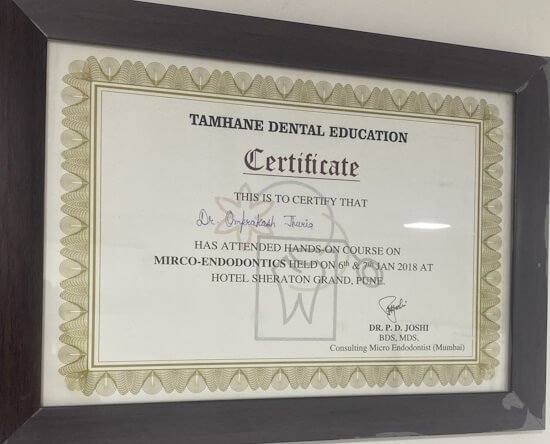 TAMHANE DENTAL EDUCATION
Certificate
THIS IS TO CERTIFY THAT
Dr. Omprakash Thuria
HAS ATTENDED HANDS-ON COURSE ON
MIRCO-ENDODONTICS HELD ON 6th & 7th JAN 2018 AT
HOTEL SHERATON GRAND, PUNE.
DR. P. D. JOSHI
BDS, MDS.
Consulting Micro Endodontist (Mumbai)